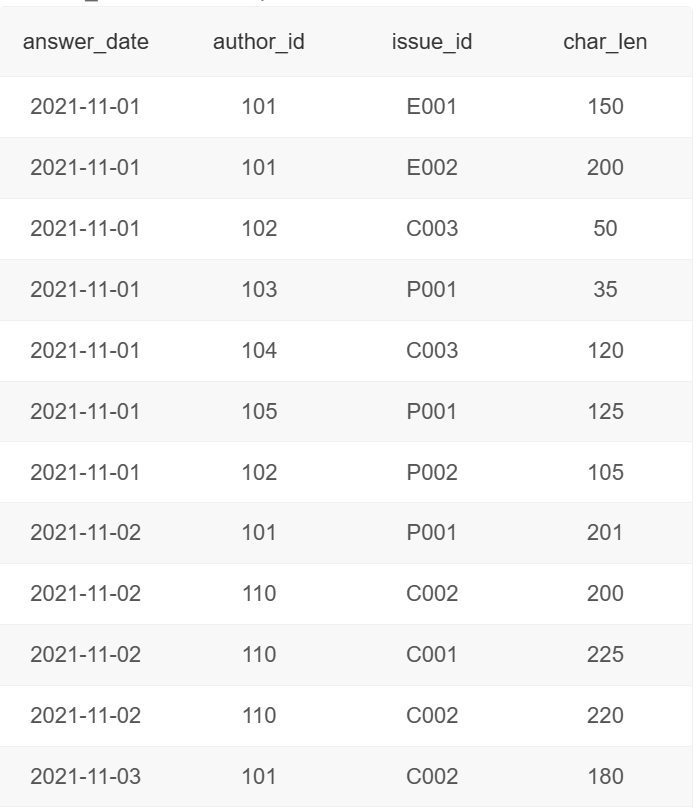 answer_date author_id issue_id char_len
2021-11-01 101 E001 150
2021-11-01 101 E002 200
2021-11-01 102 C003 50
2021-11-01 103 P001 35
2021-11-01 104 C003 120
2021-11-01 105 P001 125
2021-11-01 102 P002 105
2021-11-02 101 P001 201
2021-11-02 110 C002 200
2021-11-02 110 C001 225
2021-11-02 110 C002 220
2021-11-03 101 C002 180